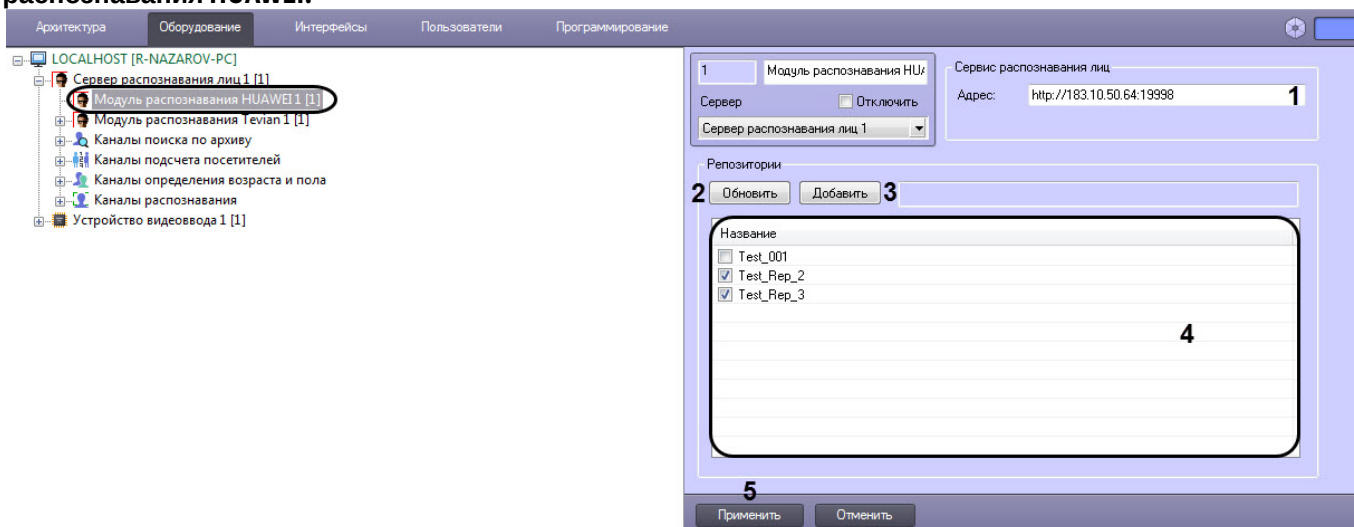 распознавания HUAWEI.
Архитектура Оборудование Интерфейсы Пользователи Программирование
LOCALHOST [R-NAZAROV-PC]
Сервер распознавания лиц 1 [1]
Модуль распознавания HUAWEI 1 [1]
Модуль распознавания Tevian 1 [1]
Каналы поиска по архиву
Каналы подсчета посетителей
Каналы определения возраста и пола
Каналы распознавания
Устройство видеоввода 1 [1]
1 Модуль распознавания HU
Сервер Отключить
Сервер распознавания лиц 1
Сервис распознавания лиц
Адрес: http://183.10.50.64:19998 1
Репозитории
2 Обновить Добавить 3
Название
Test_001
Test_Rep_2
Test_Rep_3
4
5
Применить Отменить